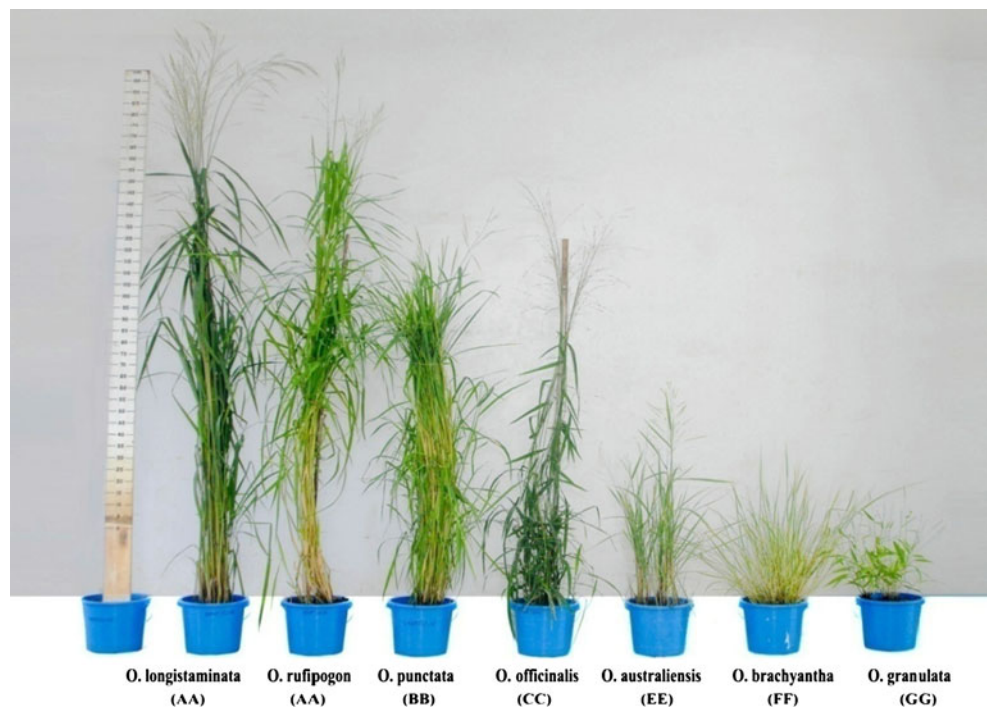 O. longistaminata O. rufipogon O. punctata O. officinalis O. australiensis O. brachyantha O. granulata
(AA) (AA) (BB) (CC) (EE) (FF) (GG)